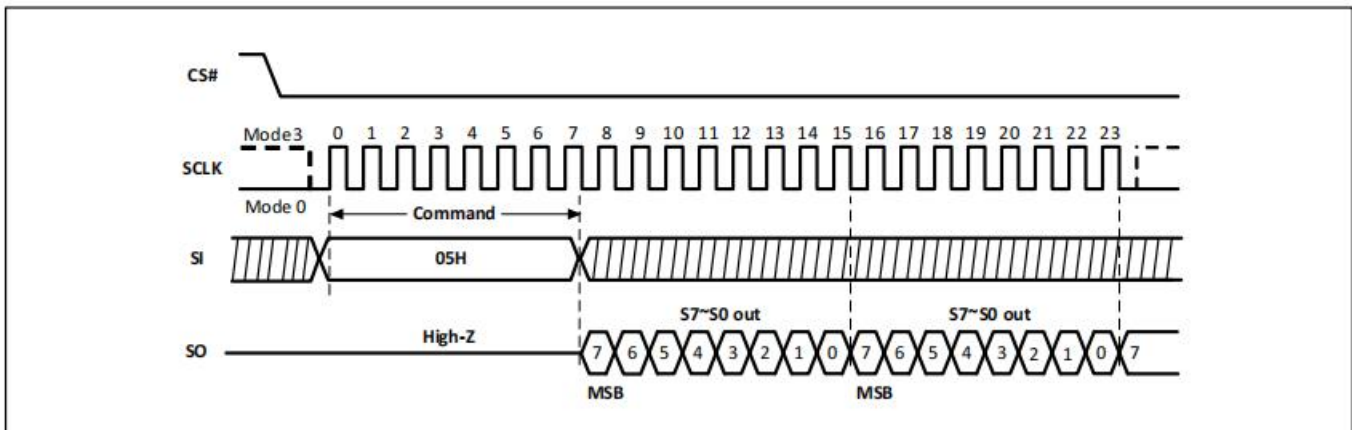 CS#
Mode3 0 1 2 3 4 5 6 7 8 9 10 11 12 13 14 15 16 17 18 19 20 21 22 23
SCLK
Mode 0 Command
SI 05H
S7~S0 out S7~S0 out
High-Z
SO 7 6 5 4 3 2 1 0 7 6 5 4 3 2 1 0 7
MSB MSB